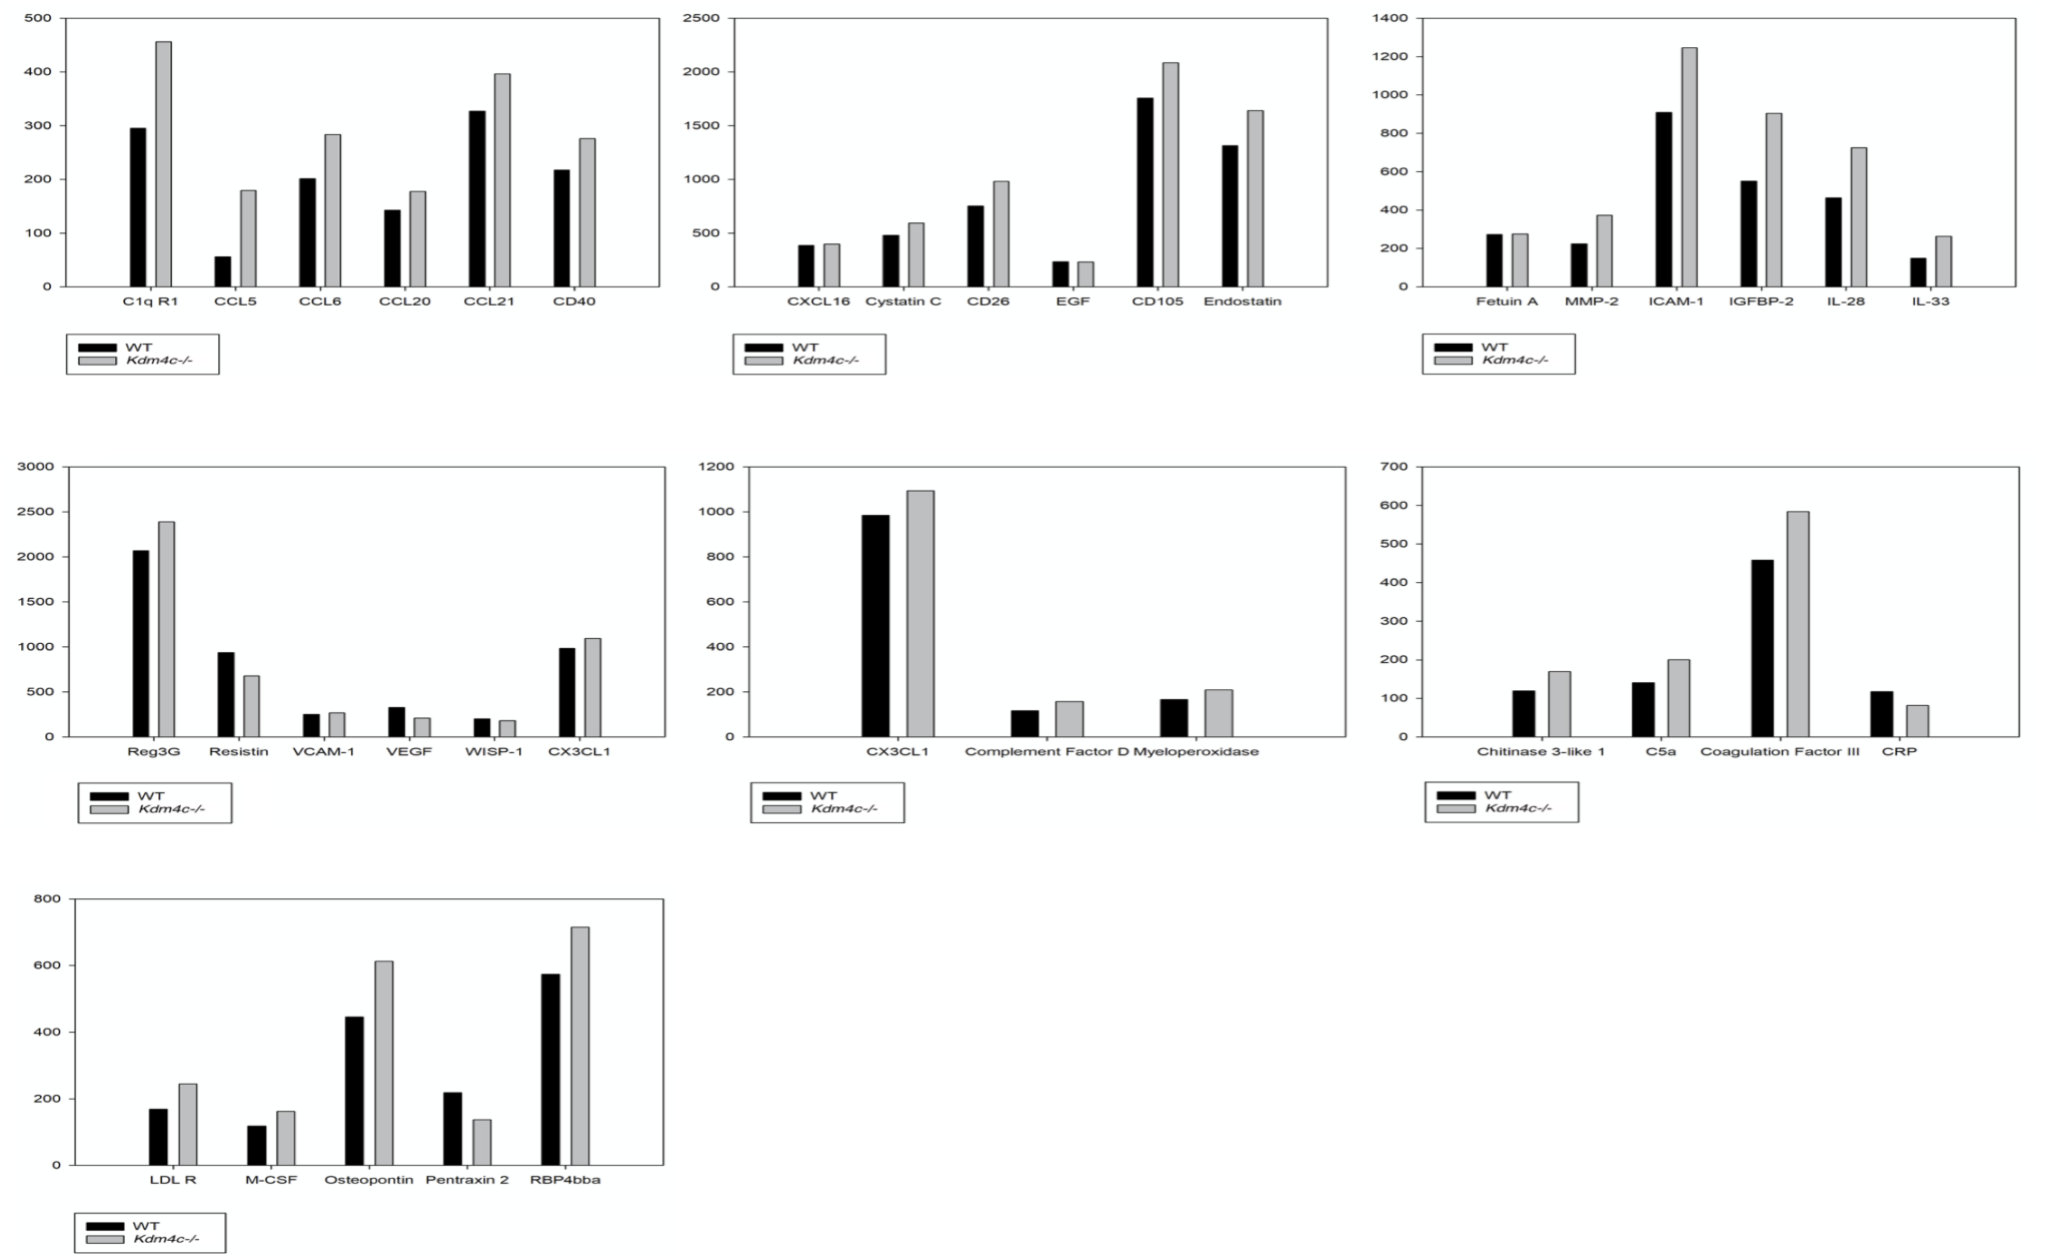 500
400
300
200
100
0
C1q R1 CCL5 CCL6 CCL20 CCL21 CD40
WT
Kdm4c-/-
2500
2000
1500
1000
500
0
CXCL16 Cystatin C CD26 EGF CD105 Endostatin
WT
Kdm4c-/-
1400
1200
1000
800
600
400
200
0
Fetuin A MMP-2 ICAM-1 IGFBP-2 IL-28 IL-33
WT
Kdm4c-/-
3000
2500
2000
1500
1000
500
0
Reg3G Resistin VCAM-1 VEGF WISP-1 CX3CL1
WT
Kdm4c-/-
1200
1000
800
600
400
200
0
CX3CL1 Complement Factor D Myeloperoxidase
WT
Kdm4c-/-
700
600
500
400
300
200
100
0
Chitinase 3-like 1 C5a Coagulation Factor III CRP
WT
Kdm4c-/-
800
600
400
200
0
LDL R M-CSF Osteopontin Pentraxin 2 RBP4bba
WT
Kdm4c-/-